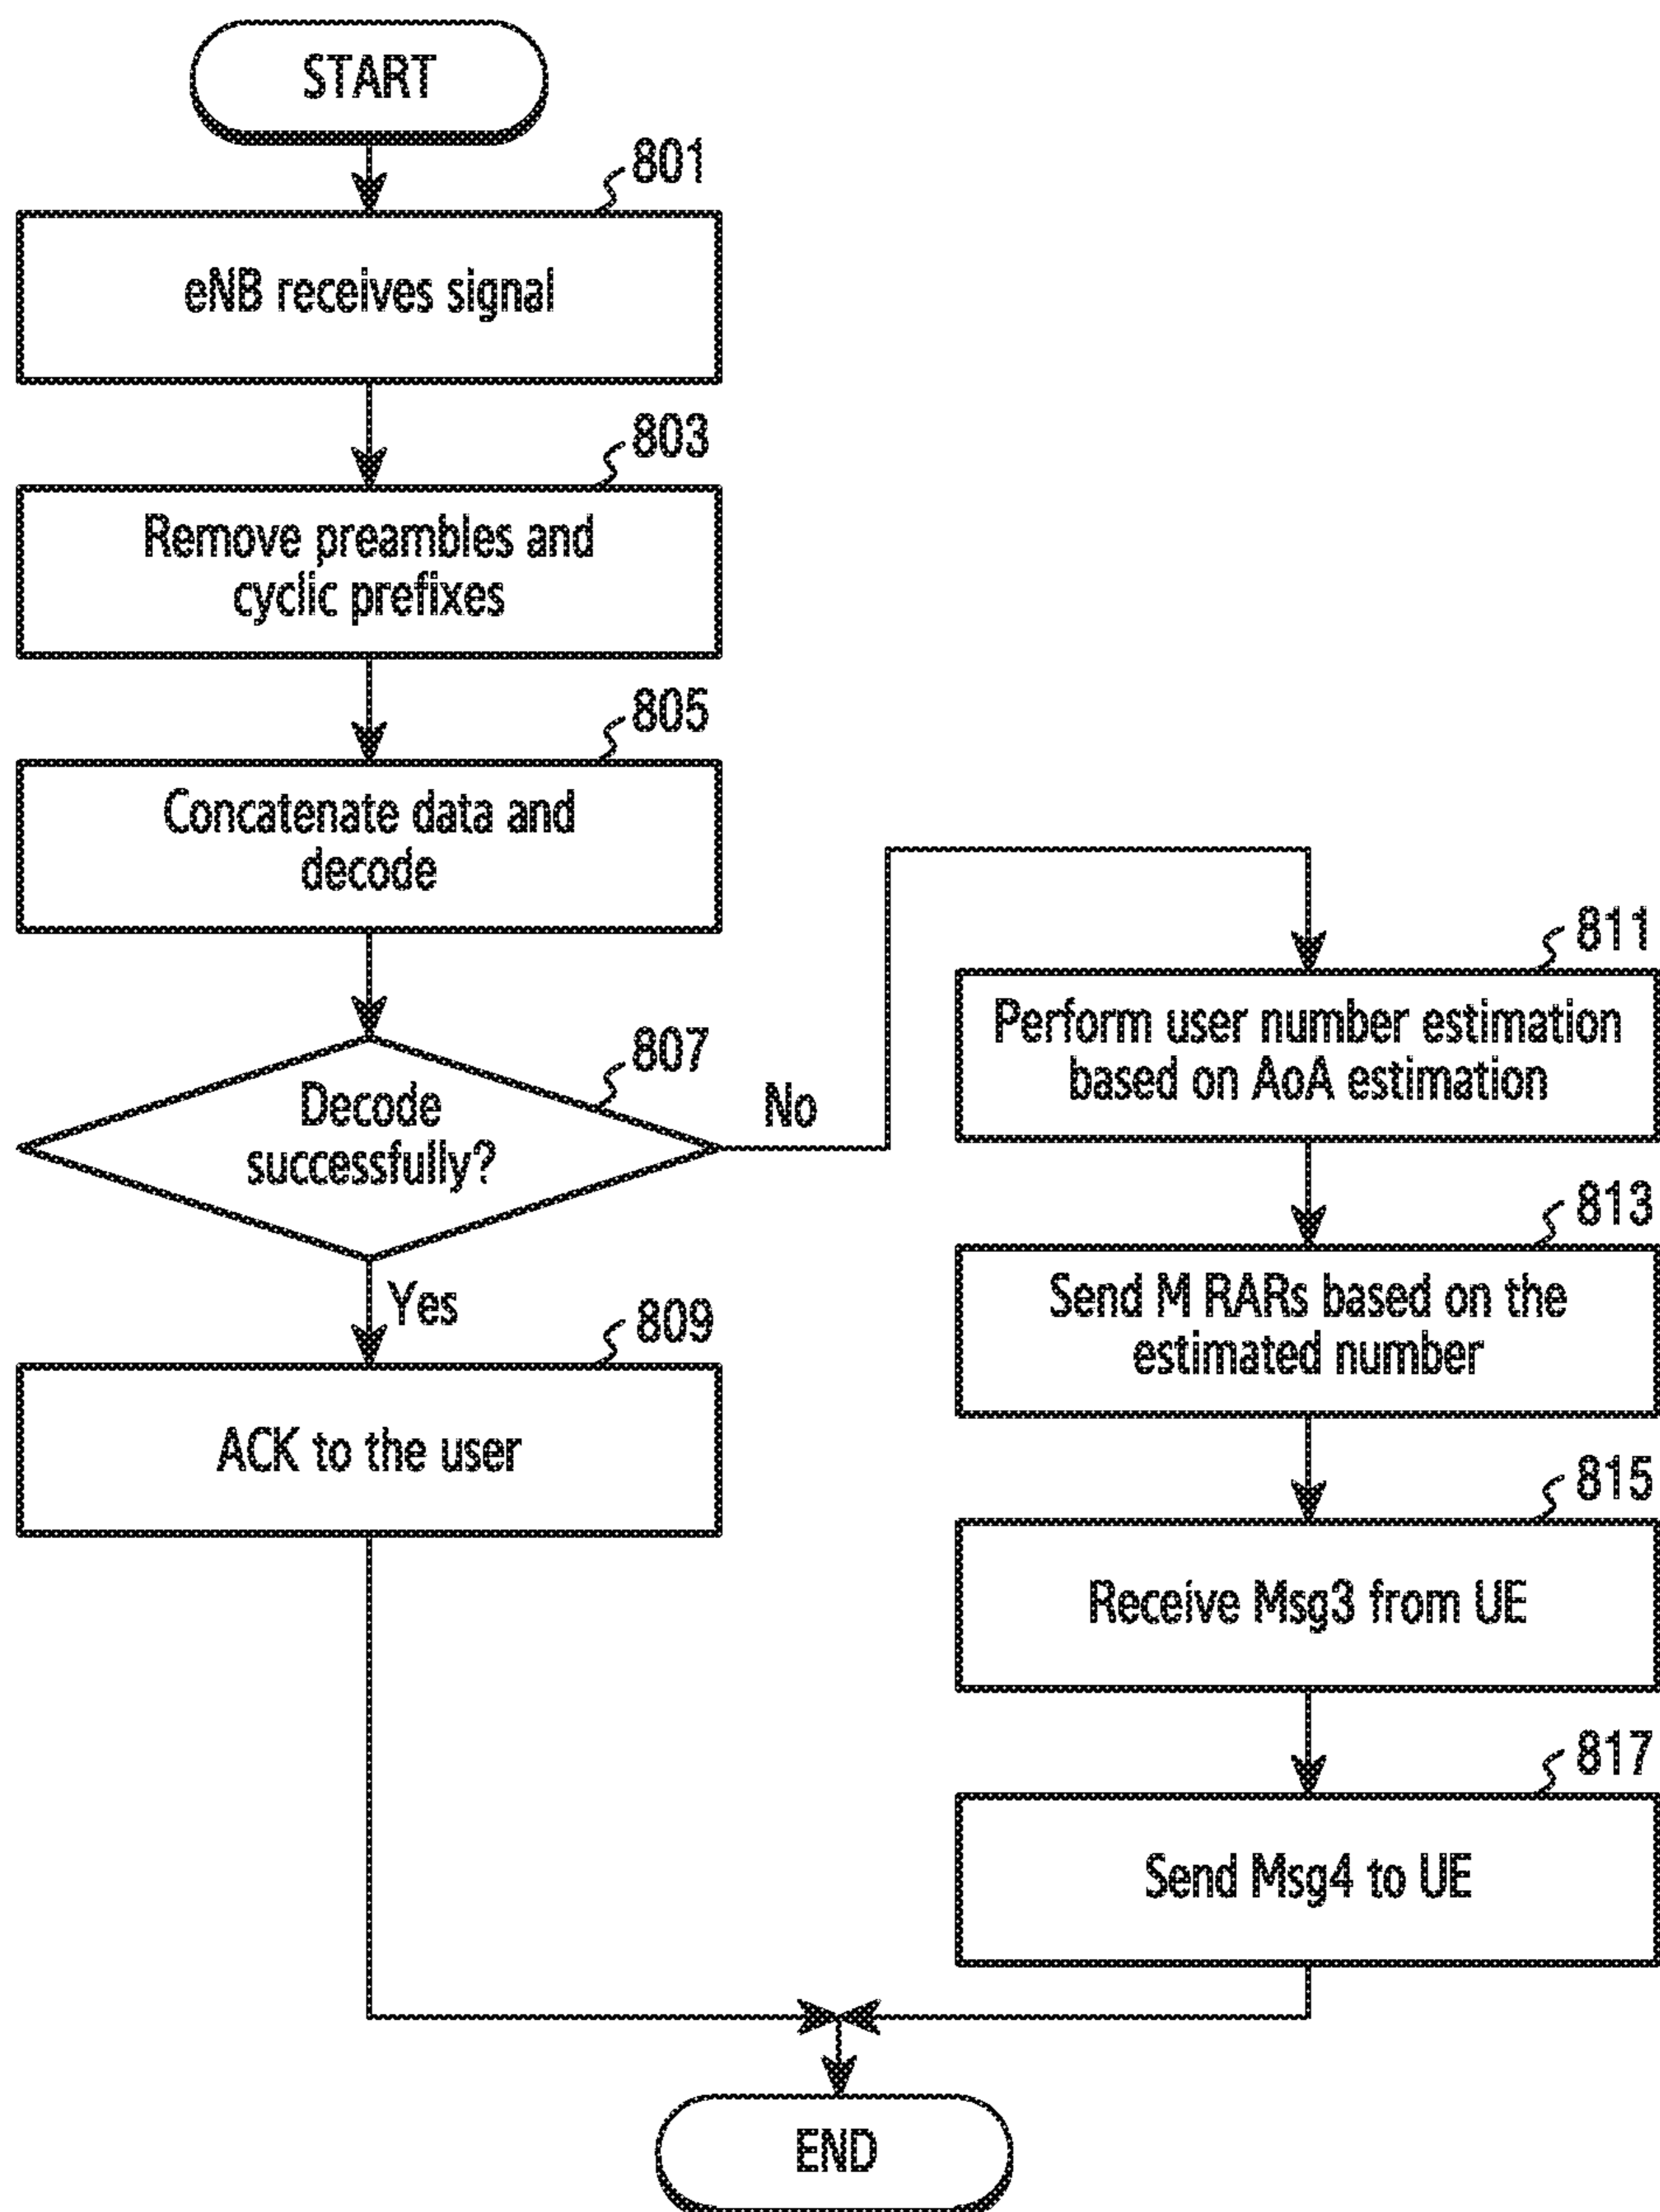 START
801
eNB receives signal
803
Remove preambles and
cyclic prefixes
805
Concatenate data and
decode
807
Decode
successfully?
No
Yes
809
ACK to the user
811
Perform user number estimation
based on AoA estimation
813
Send M RARs based on the
estimated number
815
Receive Msg3 from UE
817
Send Msg4 to UE
END